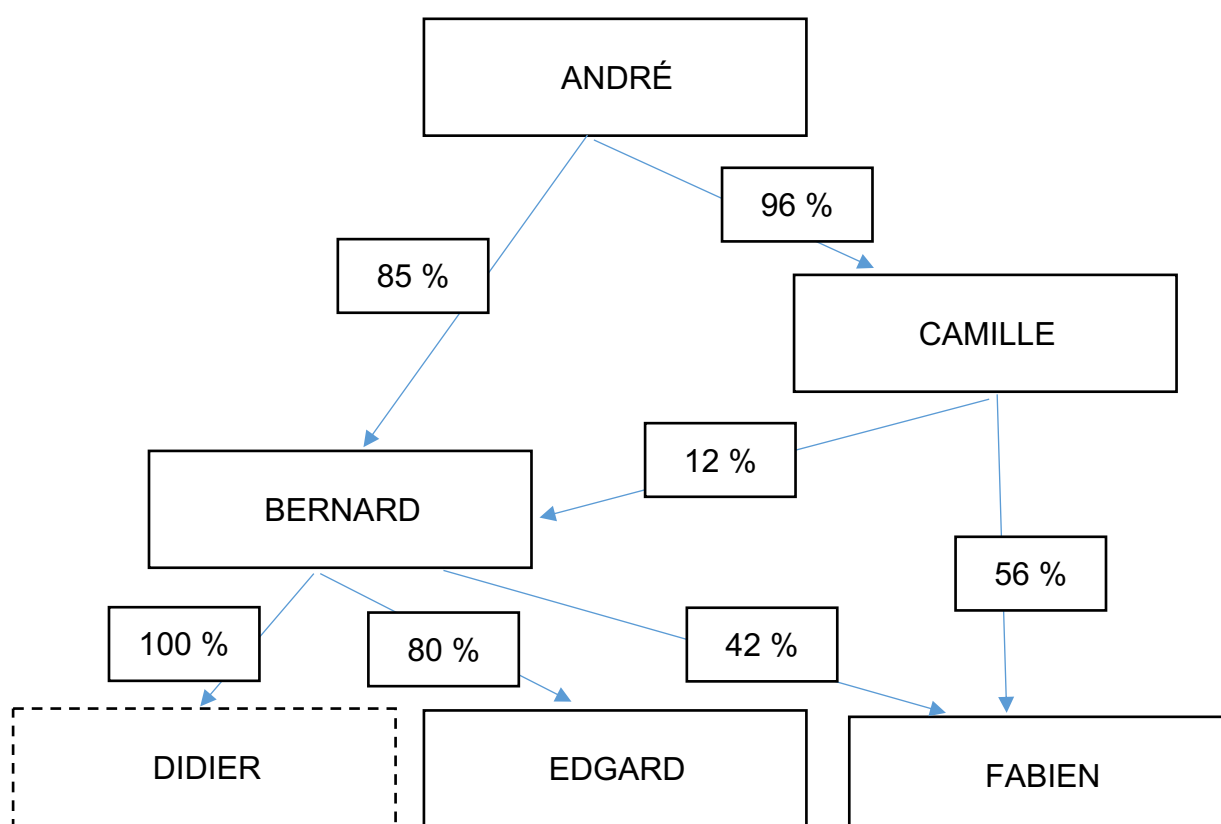 ANDRÉ
96 %
85 %
CAMILLE
12 %
BERNARD
56 %
100 %
80 %
42 %
DIDIER
EDGARD
FABIEN